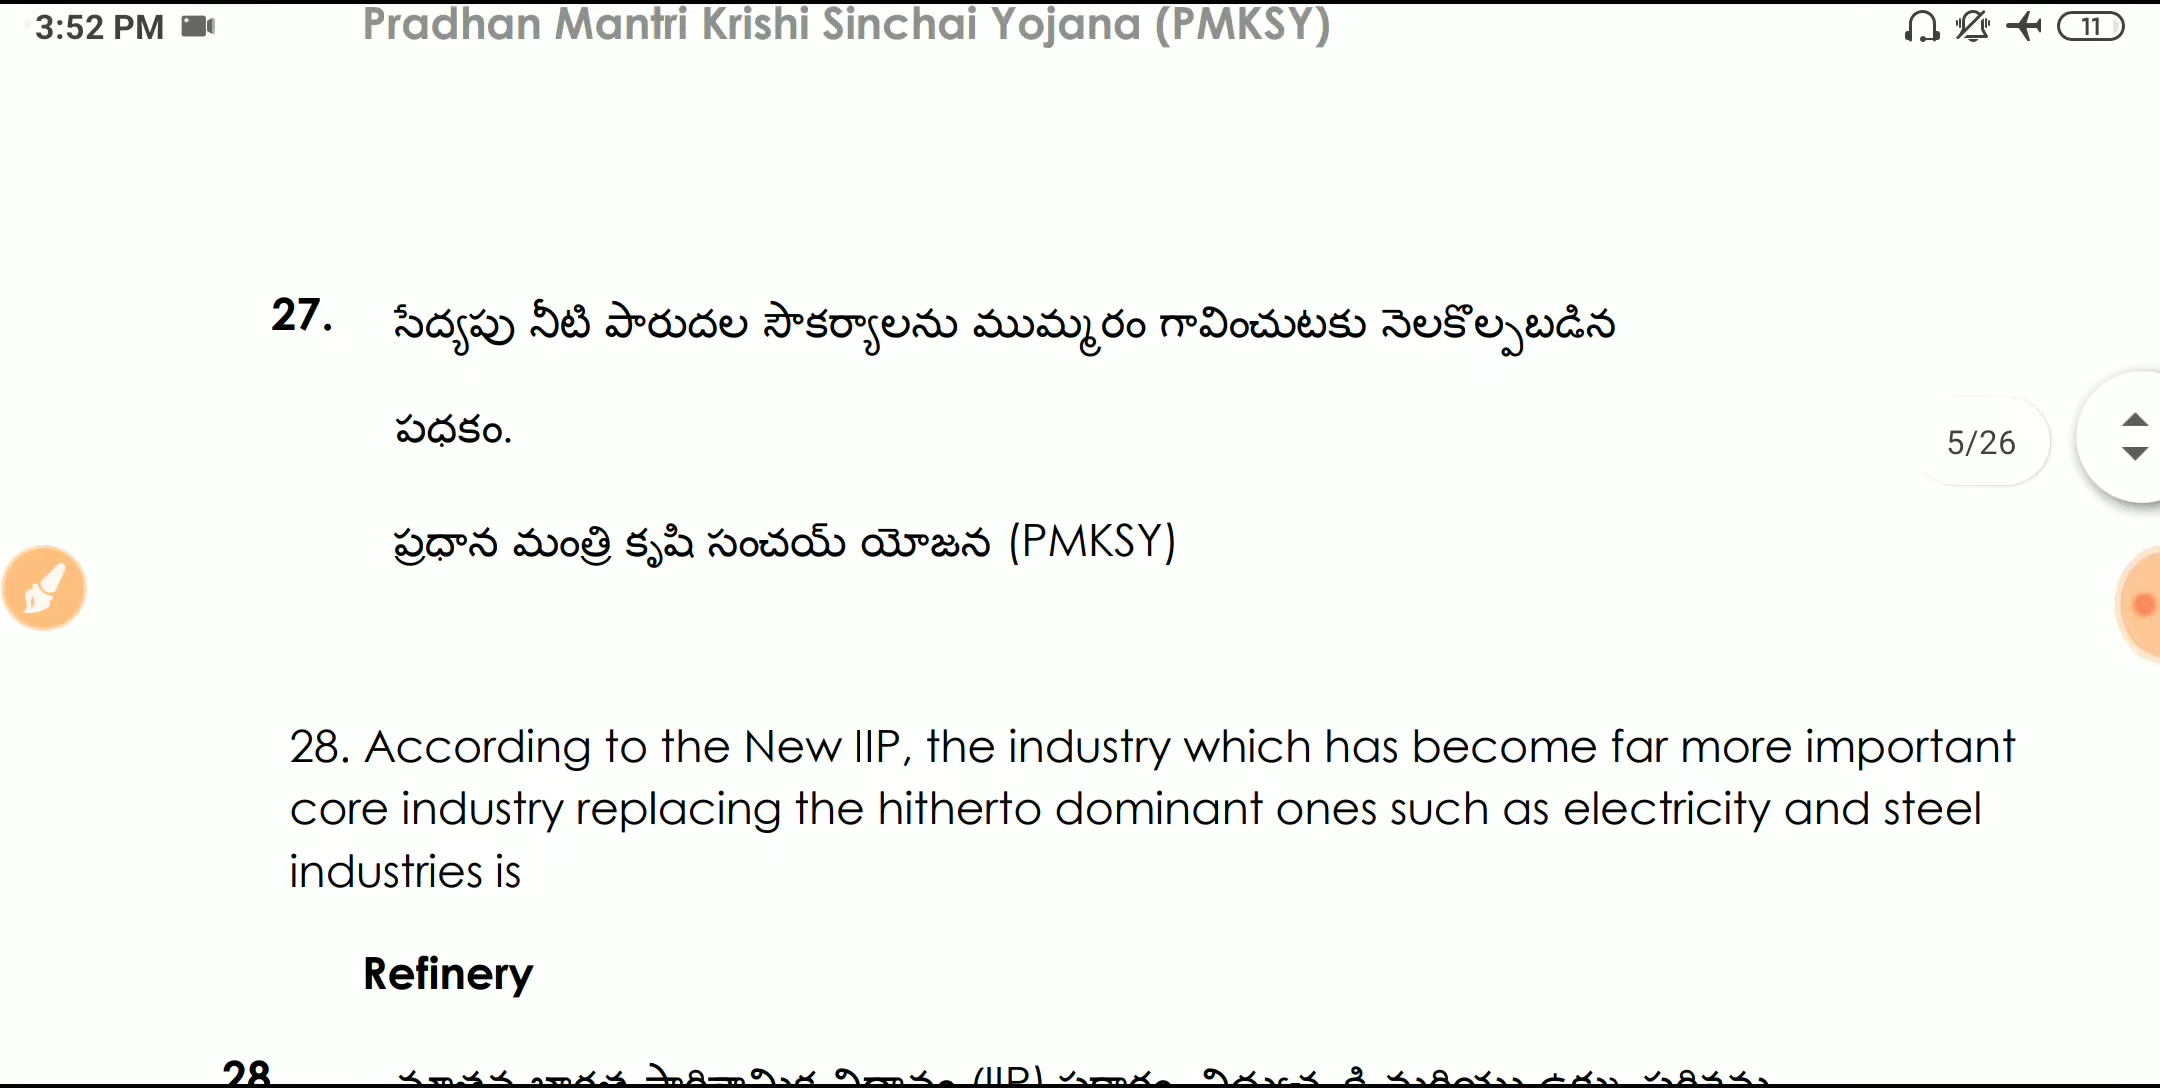 3:52 PM
Pradhan Mantri Krishi Sinchai Yojana (PMKSY)
11
27. సేద్యపు నీటి పారుదల సౌకర్యాలను ముమ్మరం గావించుటకు నెలకొల్పబడిన
పధకం.
5/26
ప్రధాన మంత్రి కృషి సంచయ్ యోజన (PMKSY)
28. According to the New IIP, the industry which has become far more important
core industry replacing the hitherto dominant ones such as electricity and steel
industries is
Refinery
28 (IIP)